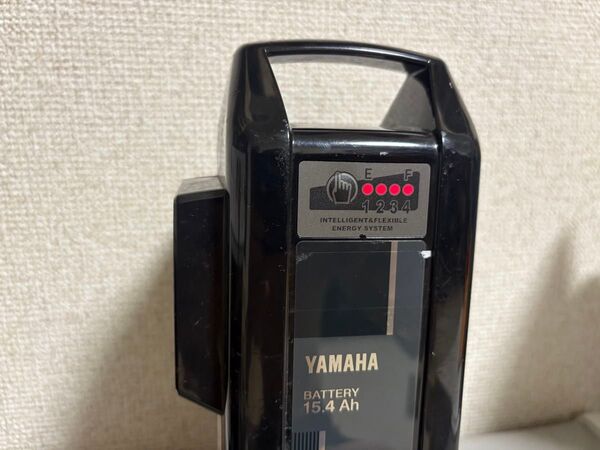 E F
1 2 3 4
INTELLIGENT&FLEXIBLE
ENERGY SYSTEM
YAMAHA
BATTERY
15.4 Ah